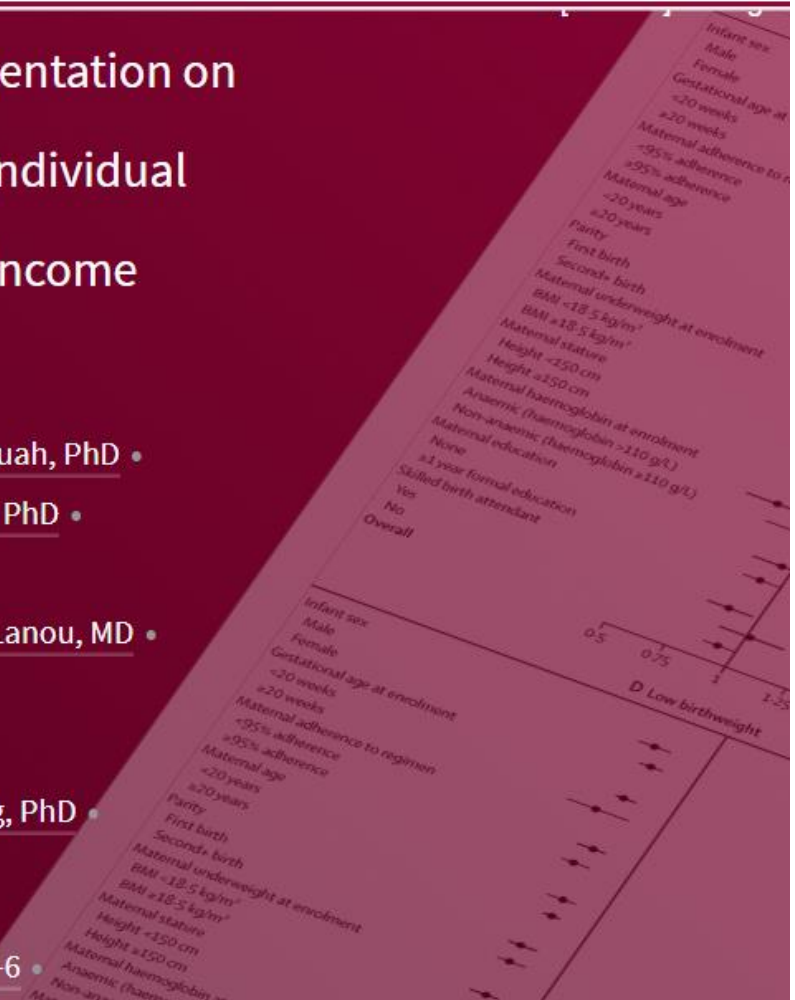 entation on
ndividual
ncome
uah, PhD •
PhD •
Lanou, MD •
g, PhD •
-6 •
Infant sex
Male
Female
Gestational age at
<20 weeks
≥20 weeks
Maternal adherence to r
<95% adherence
≥95% adherence
Maternal age
<20 years
≥20 years
Parity
First birth
Second+ birth
Maternal underweight at enrolment
BMI <18·5 kg/m²
BMI ≥18·5 kg/m²
Maternal stature
Height <150 cm
Height ≥150 cm
Maternal haemoglobin at enrolment
Anaemic (haemoglobin >110 g/L)
Non-anaemic (haemoglobin ≥110 g/L)
Maternal education
None
≥1 year formal education
Skilled birth attendant
Yes
No
Overall
0·5
0·75
1
1·25
D Low birthweight
Infant sex
Male
Female
Gestational age at enrolment
<20 weeks
≥20 weeks
Maternal adherence to regimen
<95% adherence
≥95% adherence
Maternal age
<20 years
≥20 years
Parity
First birth
Second+ birth
Maternal underweight at enrolment
BMI <18·5 kg/m²
BMI ≥18·5 kg/m²
Maternal stature
Height <150 cm
Height ≥150 cm
Maternal haemoglobin a
Anaemic (haem
Non-ana